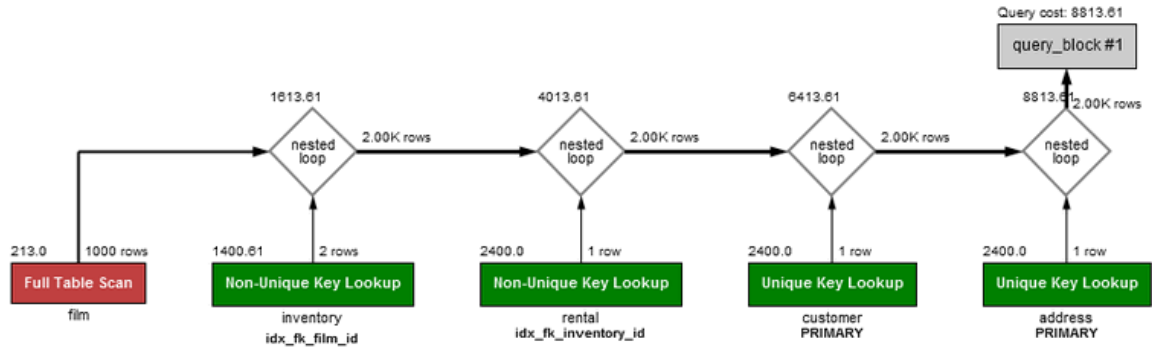 Query cost: 8813.61
query_block #1
1613.61
4013.61
6413.61
8813.61
2.00K rows
nested
loop
2.00K rows
nested
loop
2.00K rows
nested
loop
2.00K rows
nested
loop
213.0
1000 rows
1400.61
2 rows
2400.0
1 row
2400.0
1 row
2400.0
1 row
Full Table Scan
Non-Unique Key Lookup
Non-Unique Key Lookup
Unique Key Lookup
Unique Key Lookup
film
inventory
idx_fk_film_id
rental
idx_fk_inventory_id
customer
PRIMARY
address
PRIMARY